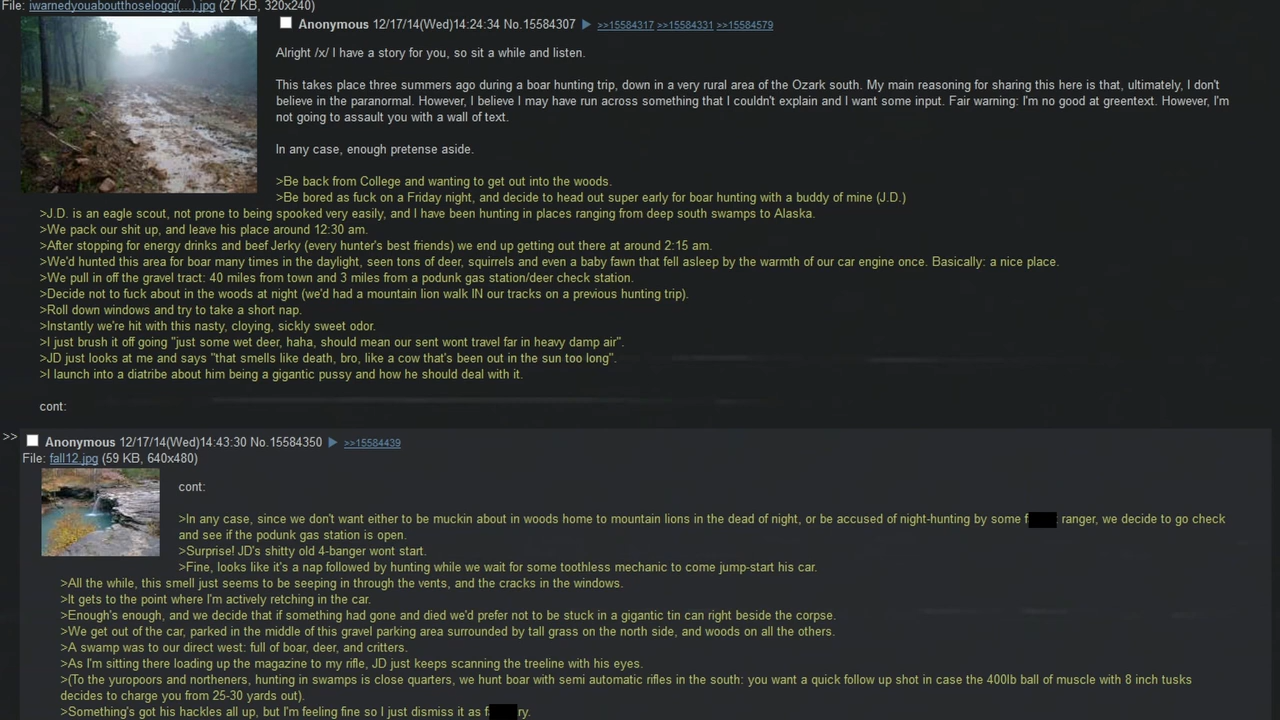 File: iwarnedyouaboutthoseloggi(...).jpg (27 KB, 320x240)
Anonymous 12/17/14(Wed)14:24:34 No.15584307 ▶ >>15584317 >>15584331 >>15584579
Alright /x/ I have a story for you, so sit a while and listen.
This takes place three summers ago during a boar hunting trip, down in a very rural area of the Ozark south. My main reasoning for sharing this here is that, ultimately, I don't
believe in the paranormal. However, I believe I may have run across something that I couldn't explain and I want some input. Fair warning: I'm no good at greentext. However, I'm
not going to assault you with a wall of text.
In any case, enough pretense aside.
>Be back from College and wanting to get out into the woods.
>Be bored as fuck on a Friday night, and decide to head out super early for boar hunting with a buddy of mine (J.D.)
>J.D. is an eagle scout, not prone to being spooked very easily, and I have been hunting in places ranging from deep south swamps to Alaska.
>We pack our shit up, and leave his place around 12:30 am.
>After stopping for energy drinks and beef Jerky (every hunter's best friends) we end up getting out there at around 2:15 am.
>We'd hunted this area for boar many times in the daylight, seen tons of deer, squirrels and even a baby fawn that fell asleep by the warmth of our car engine once. Basically: a nice place.
>We pull in off the gravel tract: 40 miles from town and 3 miles from a podunk gas station/deer check station.
>Decide not to fuck about in the woods at night (we'd had a mountain lion walk IN our tracks on a previous hunting trip).
>Roll down windows and try to take a short nap.
>Instantly we're hit with this nasty, cloying, sickly sweet odor.
>I just brush it off going "just some wet deer, haha, should mean our sent wont travel far in heavy damp air".
>JD just looks at me and says "that smells like death, bro, like a cow that's been out in the sun too long".
>I launch into a diatribe about him being a gigantic pussy and how he should deal with it.
cont:
>> Anonymous 12/17/14(Wed)14:43:30 No.15584350 ▶ >>15584439
File: fall12.jpg (59 KB, 640x480)
cont:
>In any case, since we don't want either to be muckin about in woods home to mountain lions in the dead of night, or be accused of night-hunting by some f ranger, we decide to go check
and see if the podunk gas station is open.
>Surprise! JD's shitty old 4-banger wont start.
>Fine, looks like it's a nap followed by hunting while we wait for some toothless mechanic to come jump-start his car.
>All the while, this smell just seems to be seeping in through the vents, and the cracks in the windows.
>It gets to the point where I'm actively retching in the car.
>Enough's enough, and we decide that if something had gone and died we'd prefer not to be stuck in a gigantic tin can right beside the corpse.
>We get out of the car, parked in the middle of this gravel parking area surrounded by tall grass on the north side, and woods on all the others.
>A swamp was to our direct west: full of boar, deer, and critters.
>As I'm sitting there loading up the magazine to my rifle, JD just keeps scanning the treeline with his eyes.
>(To the yuropoors and northeners, hunting in swamps is close quarters, we hunt boar with semi automatic rifles in the south: you want a quick follow up shot in case the 400lb ball of muscle with 8 inch tusks
decides to charge you from 25-30 yards out).
>Something's got his hackles all up, but I'm feeling fine so I just dismiss it as f ry.